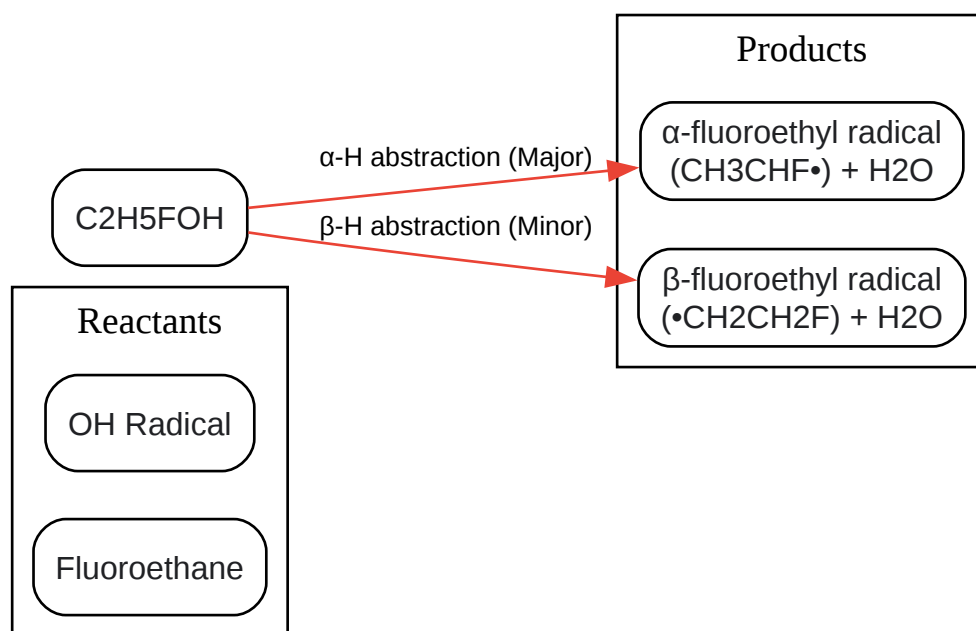 Products
α-fluoroethyl radical
(CH3CHF•) + H2O
α-H abstraction (Major)
C2H5FOH
β-H abstraction (Minor)
β-fluoroethyl radical
(•CH2CH2F) + H2O
Reactants
OH Radical
Fluoroethane